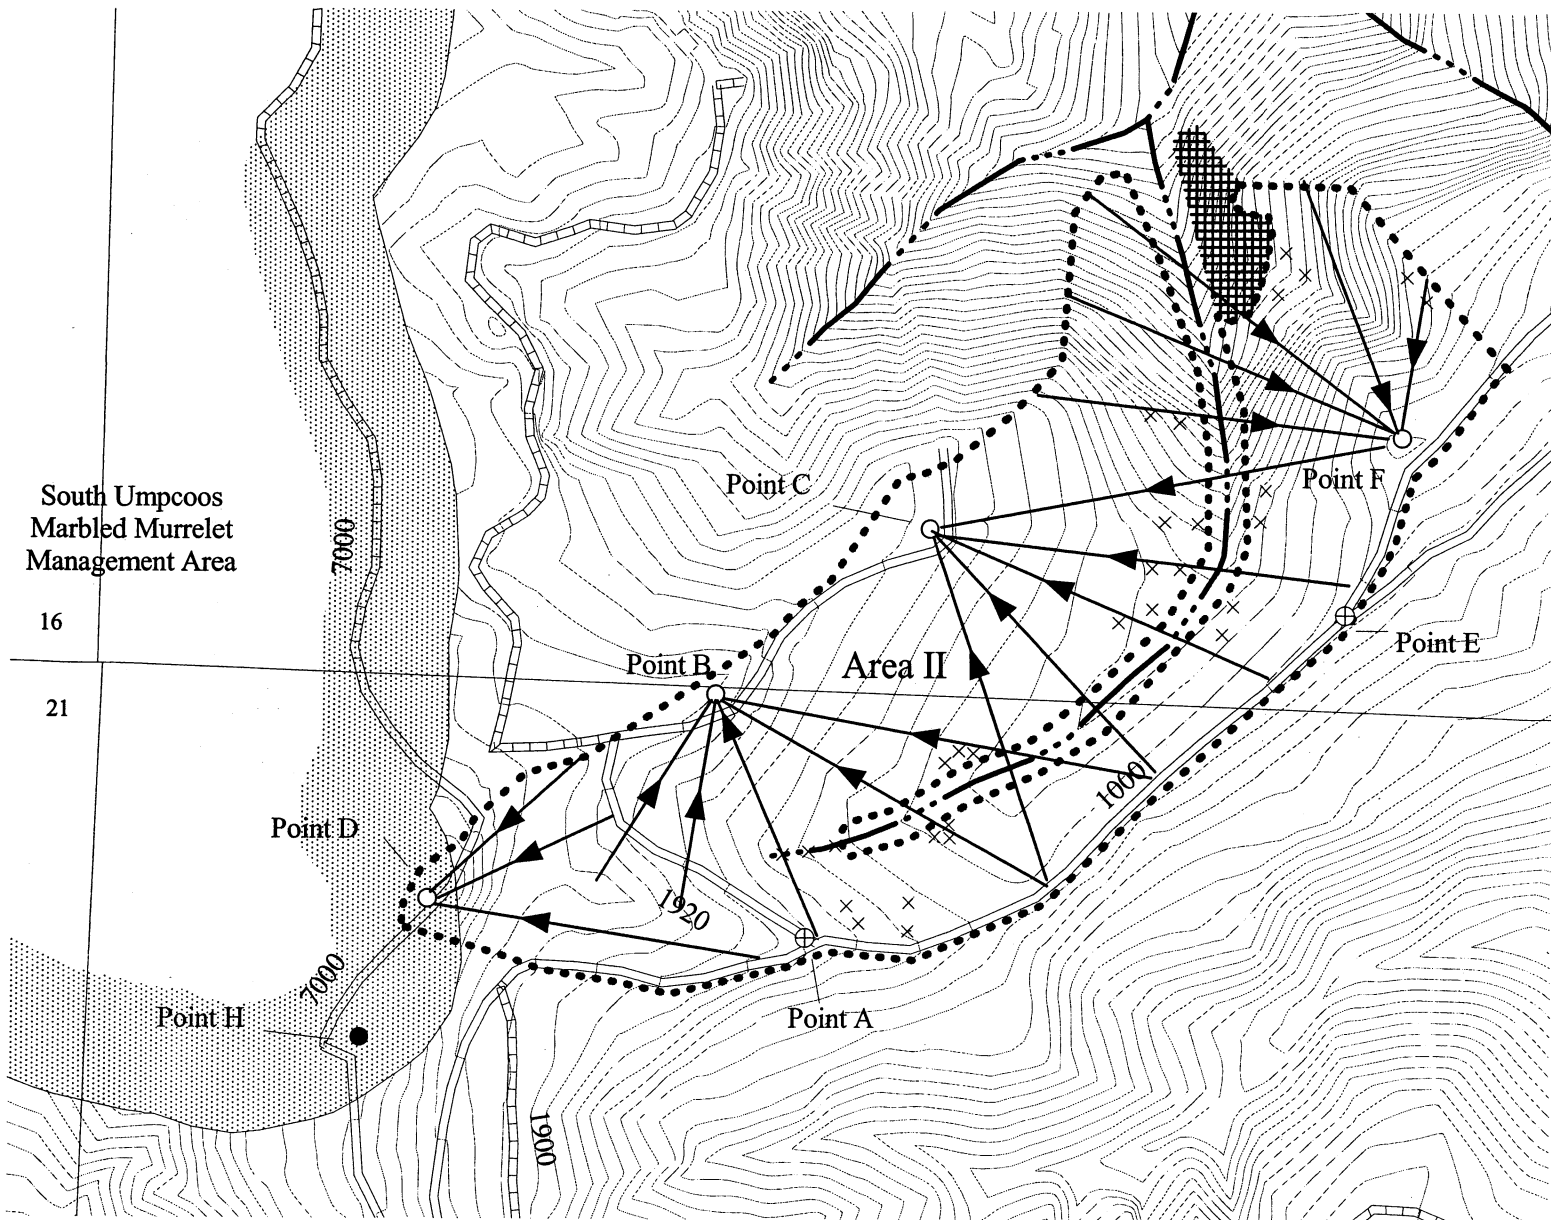 Point C
Point F
South Umpcoos
Marbled Murrelet
Management Area
7000
16
Point E
Point B
Area II
21
1000
Point D
1920
7000
Point H
Point A
1900